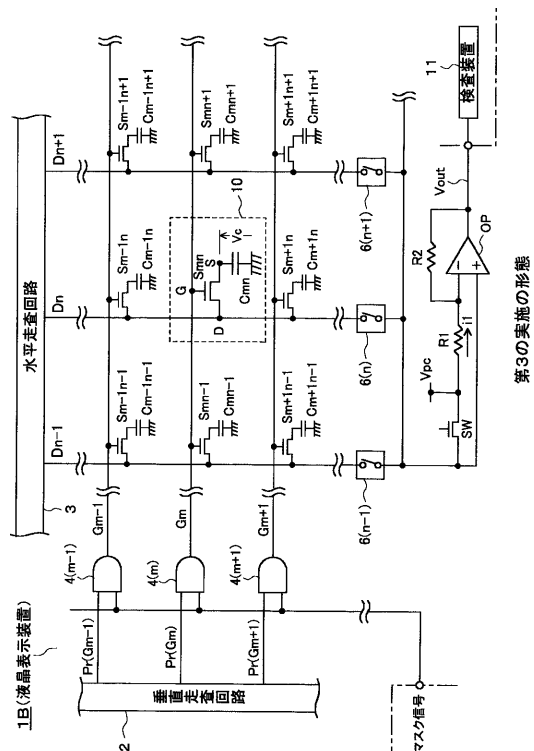 1B(液晶表示装置)
水平走査回路
3
Dn-1
Dn
Dn+1
垂直走査回路
2
Pr(Gm-1)
Pr(Gm)
Pr(Gm+1)
4(m-1)
4(m)
4(m+1)
Gm-1
Gm
Gm+1
Sm-1n-1
Cm-1n-1
Sm-1n
Cm-1n
Sm-1n+1
Cm-1n+1
Smn-1
Cmn-1
10
G
Smn
S
D
Vc
Cmn
Smn+1
Cmn+1
Sm+1n-1
Cm+1n-1
Sm+1n
Cm+1n
Sm+1n+1
Cm+1n+1
6(n-1)
6(n)
6(n+1)
マスク信号
SW
Vpc
R1
i1
R2
−
+
OP
Vout
11
検査装置
第3の実施の形態